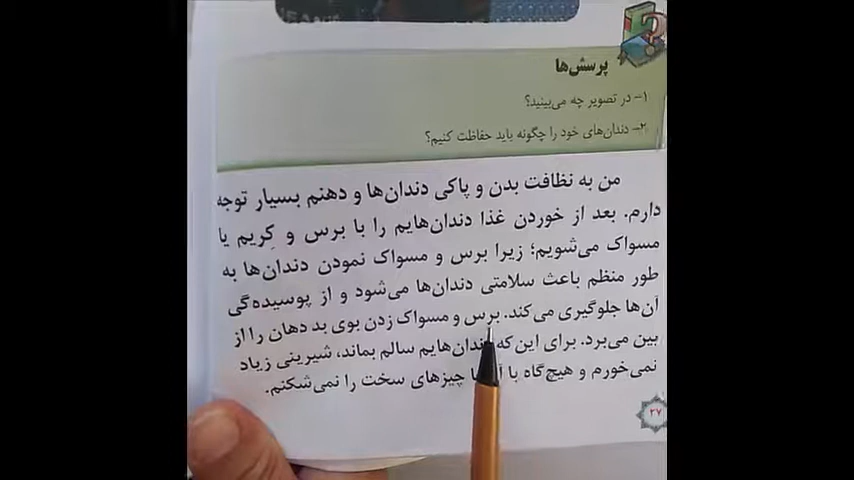 پرسش‌ها
۱- در تصویر چه می‌بینید؟
۲- دندان‌های خود را چگونه باید حفاظت کنیم؟
من به نظافت بدن و پاکی دندان‌ها و دهنم بسیار توجه
دارم. بعد از خوردن غذا دندان‌هایم را با برس و کِریم یا
مسواک می‌شویم؛ زیرا برس و مسواک نمودن دندان‌ها به
طور منظم باعث سلامتی دندان‌ها می‌شود و از پوسیده‌گی
آن‌ها جلوگیری می‌کند. برس و مسواک زدن بوی بد دهان را از
بین می‌برد. برای این‌که دندان‌هایم سالم بماند، شیرینی زیاد
نمی‌خورم و هیچ‌گاه با چیزهای سخت را نمی‌شکنم.
۲۷